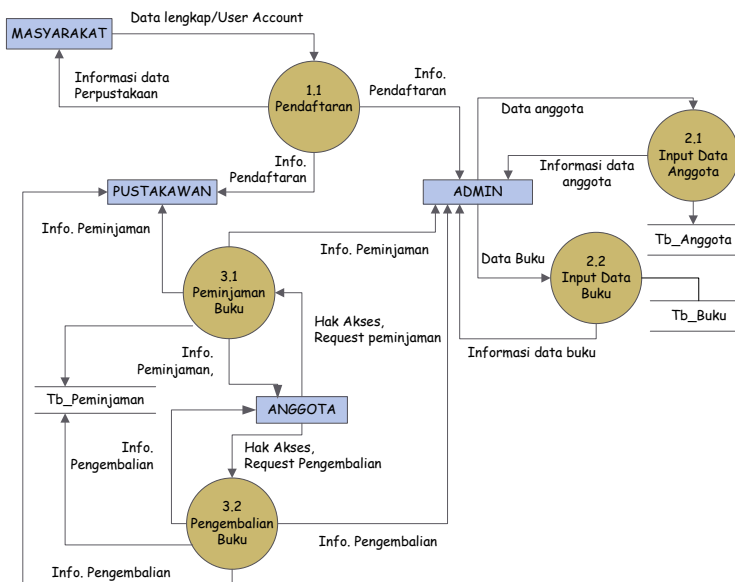 Data lengkap/User Account
MASYARAKAT
Informasi data
Perpustakaan
1.1
Pendaftaran
Info.
Pendaftaran
Data anggota
2.1
Input Data
Anggota
Info.
Pendaftaran
Informasi data
anggota
PUSTAKAWAN
ADMIN
Info. Peminjaman
Info. Peminjaman
Tb_Anggota
Data Buku
2.2
Input Data
Buku
3.1
Peminjaman
Buku
Hak Akses,
Request peminjaman
Tb_Buku
Info.
Peminjaman,
Informasi data buku
Tb_Peminjaman
ANGGOTA
Info.
Pengembalian
Hak Akses,
Request Pengembalian
3.2
Pengembalian
Buku
Info. Pengembalian
Info. Pengembalian